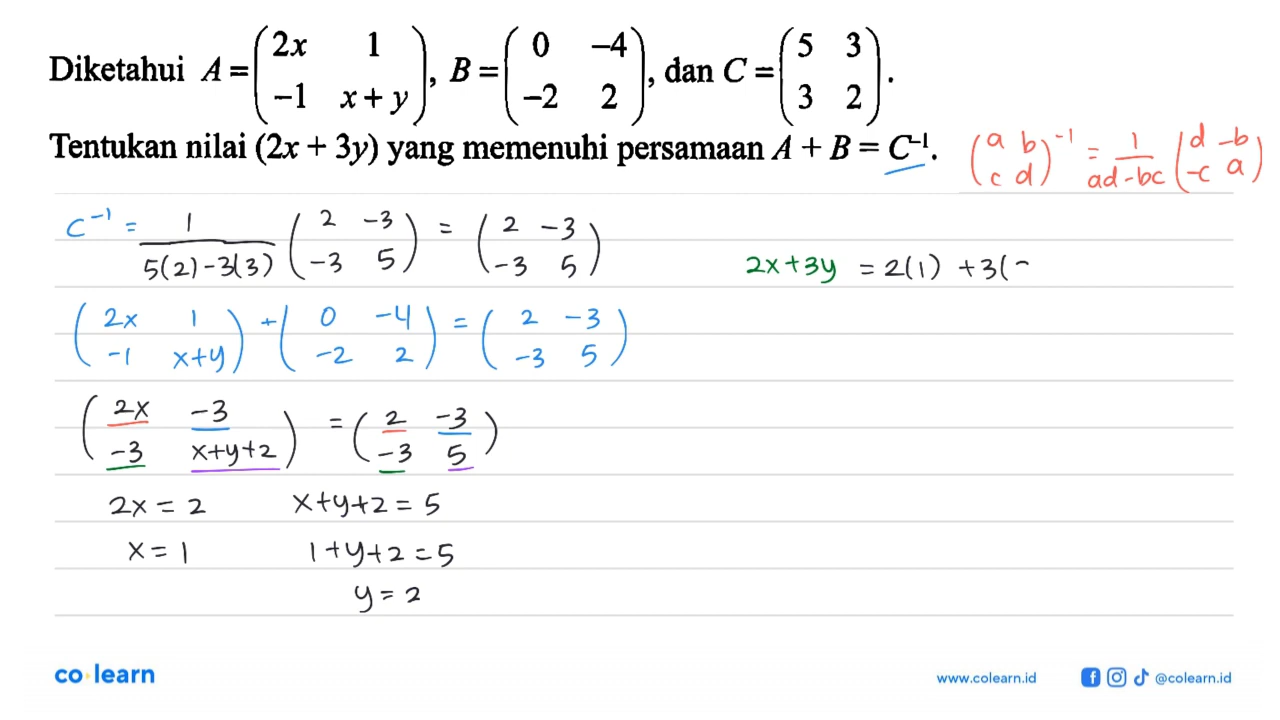 Diketahui A = (2x 1 -1 x + y), B = (0 -4 -2 2), dan C = (5 3 3 2).
Tentukan nilai (2x + 3y) yang memenuhi persamaan A + B = C⁻¹.
(a b c d)⁻¹ = 1/(ad-bc) (d -b -c a)
C⁻¹ = 1/(5(2)-3(3)) (2 -3 -3 5) = (2 -3 -3 5)
2x+3y = 2(1) +3(
(2x 1 -1 x+y) + (0 -4 -2 2) = (2 -3 -3 5)
(2x -3 -3 x+y+2) = (2 -3 -3 5)
2x = 2 x+y+2 = 5
x = 1 1+y+2 = 5
y = 2
co learn
www.colearn.id @colearn.id